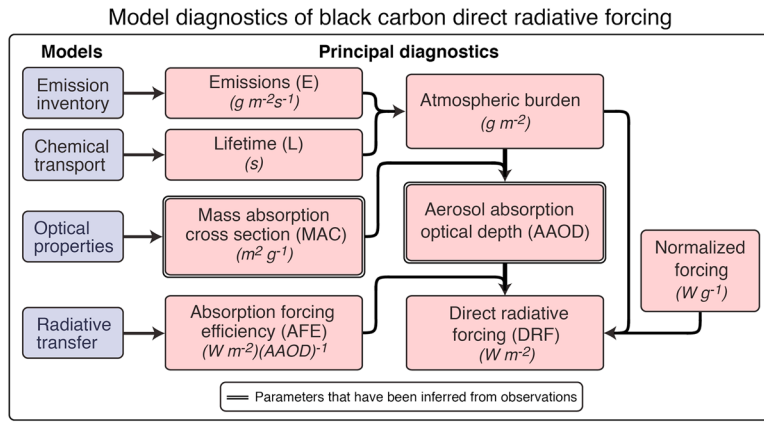 Model diagnostics of black carbon direct radiative forcing
Models
Principal diagnostics
Emission
inventory
Emissions (E)
(g m-2s-1)
Atmospheric burden
(g m-2)
Chemical
transport
Lifetime (L)
(s)
Optical
properties
Mass absorption
cross section (MAC)
(m2 g-1)
Aerosol absorption
optical depth (AAOD)
Normalized
forcing
(W g-1)
Radiative
transfer
Absorption forcing
efficiency (AFE)
(W m-2)(AAOD)-1
Direct radiative
forcing (DRF)
(W m-2)
Parameters that have been inferred from observations